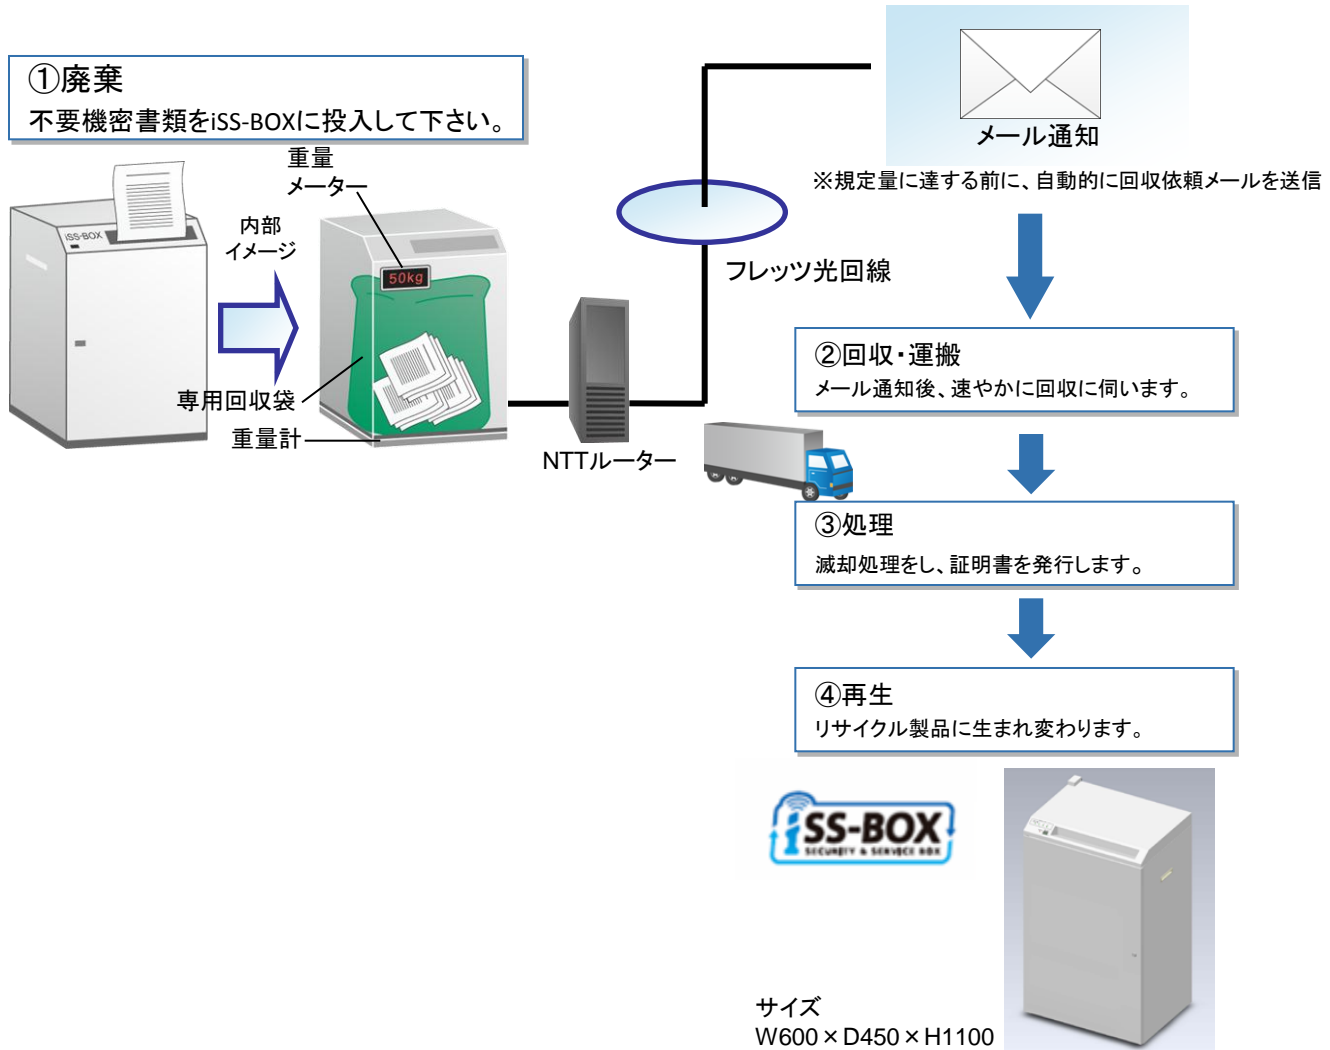 ①廃棄
不要機密書類をiSS-BOXに投入して下さい。
重量
メーター
iSS-BOX
内部
イメージ
50kg
専用回収袋
重量計
NTTルーター
フレッツ光回線
メール通知
※規定量に達する前に、自動的に回収依頼メールを送信
②回収・運搬
メール通知後、速やかに回収に伺います。
③処理
滅却処理をし、証明書を発行します。
④再生
リサイクル製品に生まれ変わります。
iSS-BOX
SECURITY & SERVICE BOX
サイズ
W600×D450×H1100